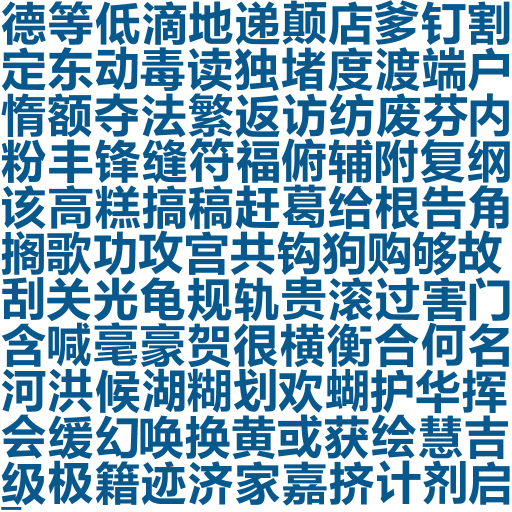 德等低滴地递颠店爹钉割
定东动毒读独堵度渡端户
惰额夺法繁返访纺废芬内
粉丰锋缝符福俯辅附复纲
该高糕搞稿赶葛给根告角
搁歌功攻宫共钩狗购够故
刮关光龟规轨贵滚过害门
含喊毫豪贺很横衡合何名
河洪候湖糊划欢蝴护华挥
会缓幻唤换黄或获绘慧吉
级极籍迹济家嘉挤计剂启